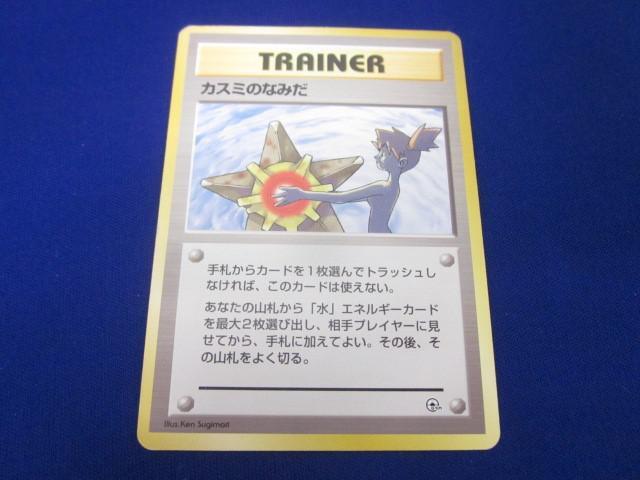 TRAINER
カスミのなみだ
手札からカードを1枚選んでトラッシュし
なければ、このカードは使えない。
あなたの山札から「水」エネルギーカード
を最大2枚選び出し、相手プレイヤーに見
せてから、手札に加えてよい。その後、そ
の山札をよく切る。
Illus. Ken Sugimori